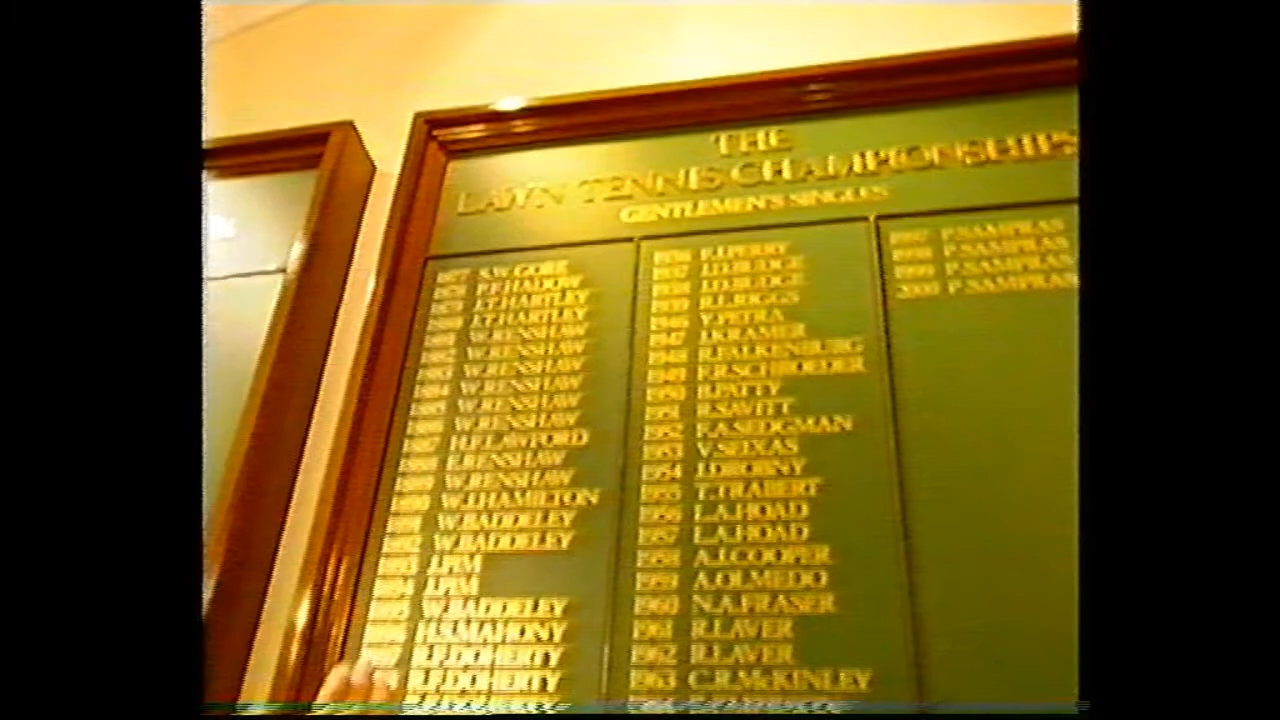 THE
LAWN TENNIS CHAMPIONSHIPS
GENTLEMEN'S SINGLES
1877 S.W.GORE
1878 P.F.HADOW
1879 J.T.HARTLEY
1880 J.T.HARTLEY
W.RENSHAW
W.RENSHAW
1883 W.RENSHAW
1884 W.RENSHAW
1885 W.RENSHAW
1886 W.RENSHAW
1887 H.F.LAWFORD
1888 E.RENSHAW
1889 W.RENSHAW
1890 W.J.HAMILTON
1891 W.BADDELEY
1892 W.BADDELEY
1893 J.PIM
1894 J.PIM
1895 W.BADDELEY
1896 H.S.MAHONY
1897 R.F.DOHERTY
R.F.DOHERTY
1936 F.J.PERRY
1937 J.D.BUDGE
1938 J.D.BUDGE
1939 R.L.RIGGS
1946 Y.PETRA
1947 J.KRAMER
1948 R.FALKENBURG
1949 F.R.SCHROEDER
1950 B.PATTY
1951 R.SAVITT
1952 F.A.SEDGMAN
1953 V.SEIXAS
1954 J.DROBNY
1955 T.TRABERT
1956 L.A.HOAD
1957 L.A.HOAD
1958 A.J.COOPER
1959 A.OLMEDO
1960 N.A.FRASER
1961 R.LAVER
1962 R.LAVER
1963 C.R.McKINLEY
1997 P.SAMPRAS
1998 P.SAMPRAS
1999 P.SAMPRAS
2000 P.SAMPRAS